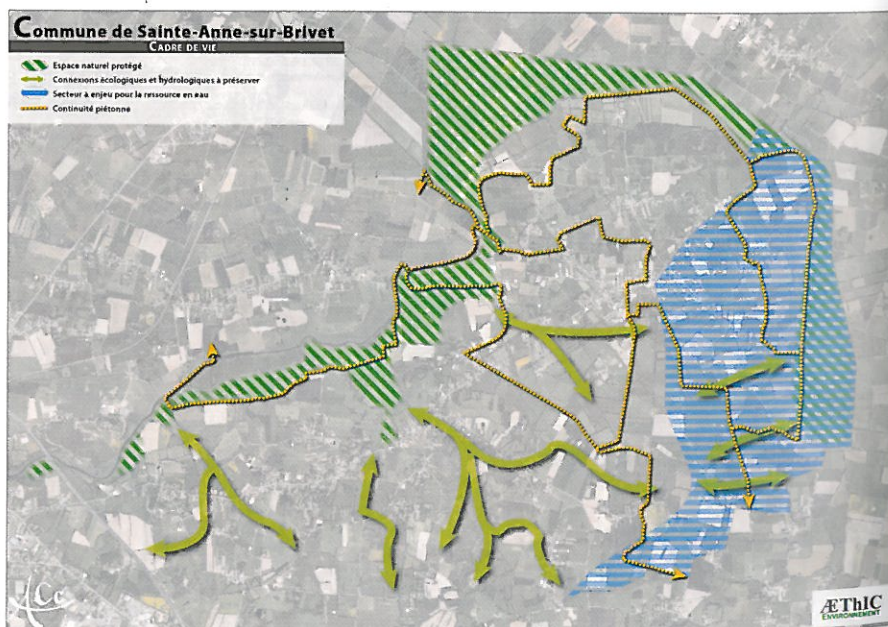 Commune de Sainte-Anne-sur-Brivet
CADRE DE VIE
Espace naturel protégé
Connexions écologiques et hydrologiques à préserver
Secteur à enjeu pour la ressource en eau
Continuité piétonne
ACc
ÆThIC
ENVIRONNEMENT